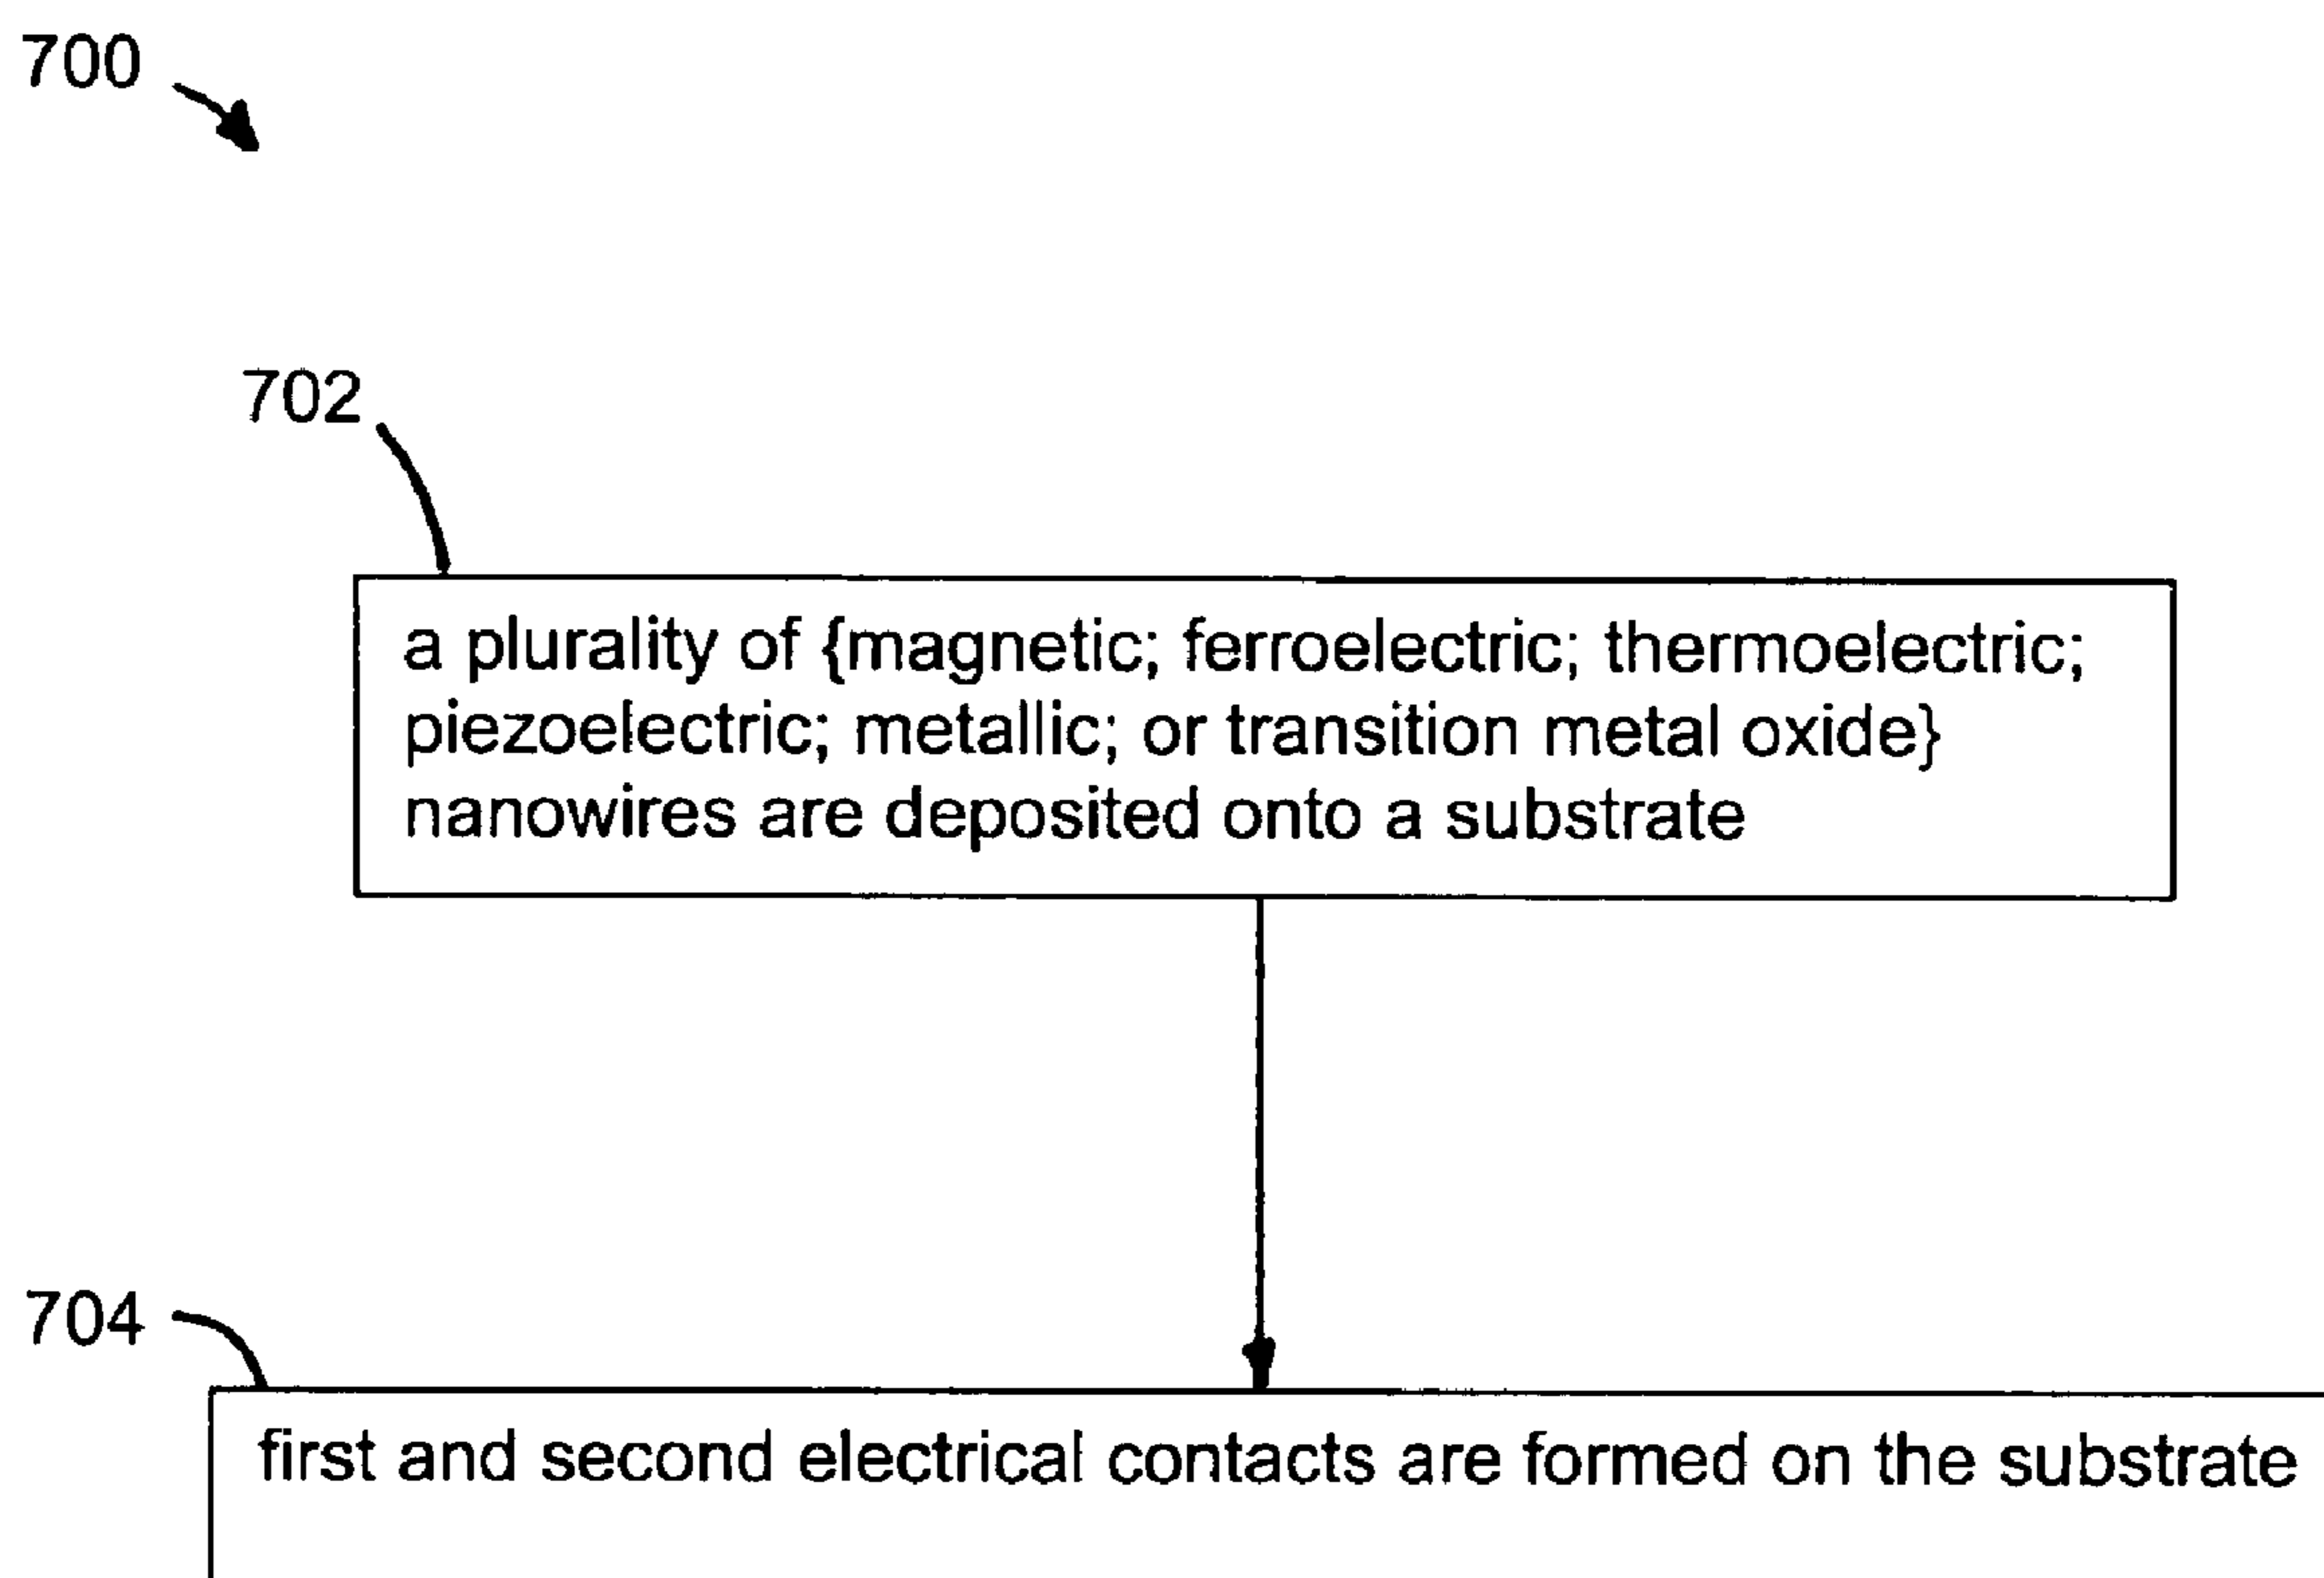 700
702
a plurality of {magnetic; ferroelectric; thermoelectric;
piezoelectric; metallic; or transition metal oxide}
nanowires are deposited onto a substrate
704
first and second electrical contacts are formed on the substrate